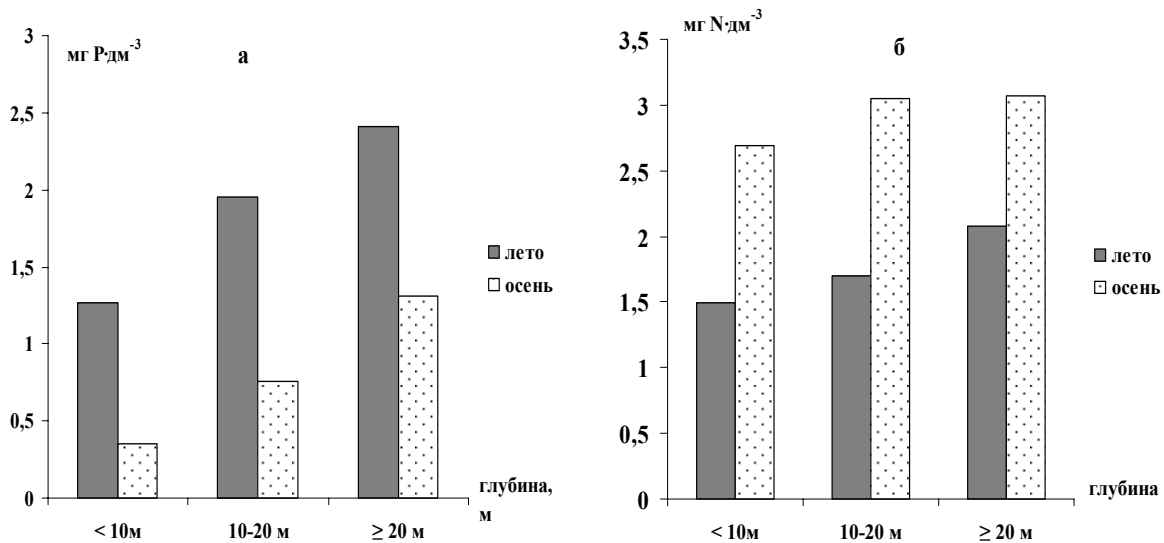 мг P·дм⁻³
а
3
2,5
2
1,5
1
0,5
0
< 10м
10-20 м
≥ 20 м
глубина,
м
лето
осень
мг N·дм⁻³
б
3,5
3
2,5
2
1,5
1
0,5
0
< 10м
10-20 м
≥ 20 м
глубина
лето
осень